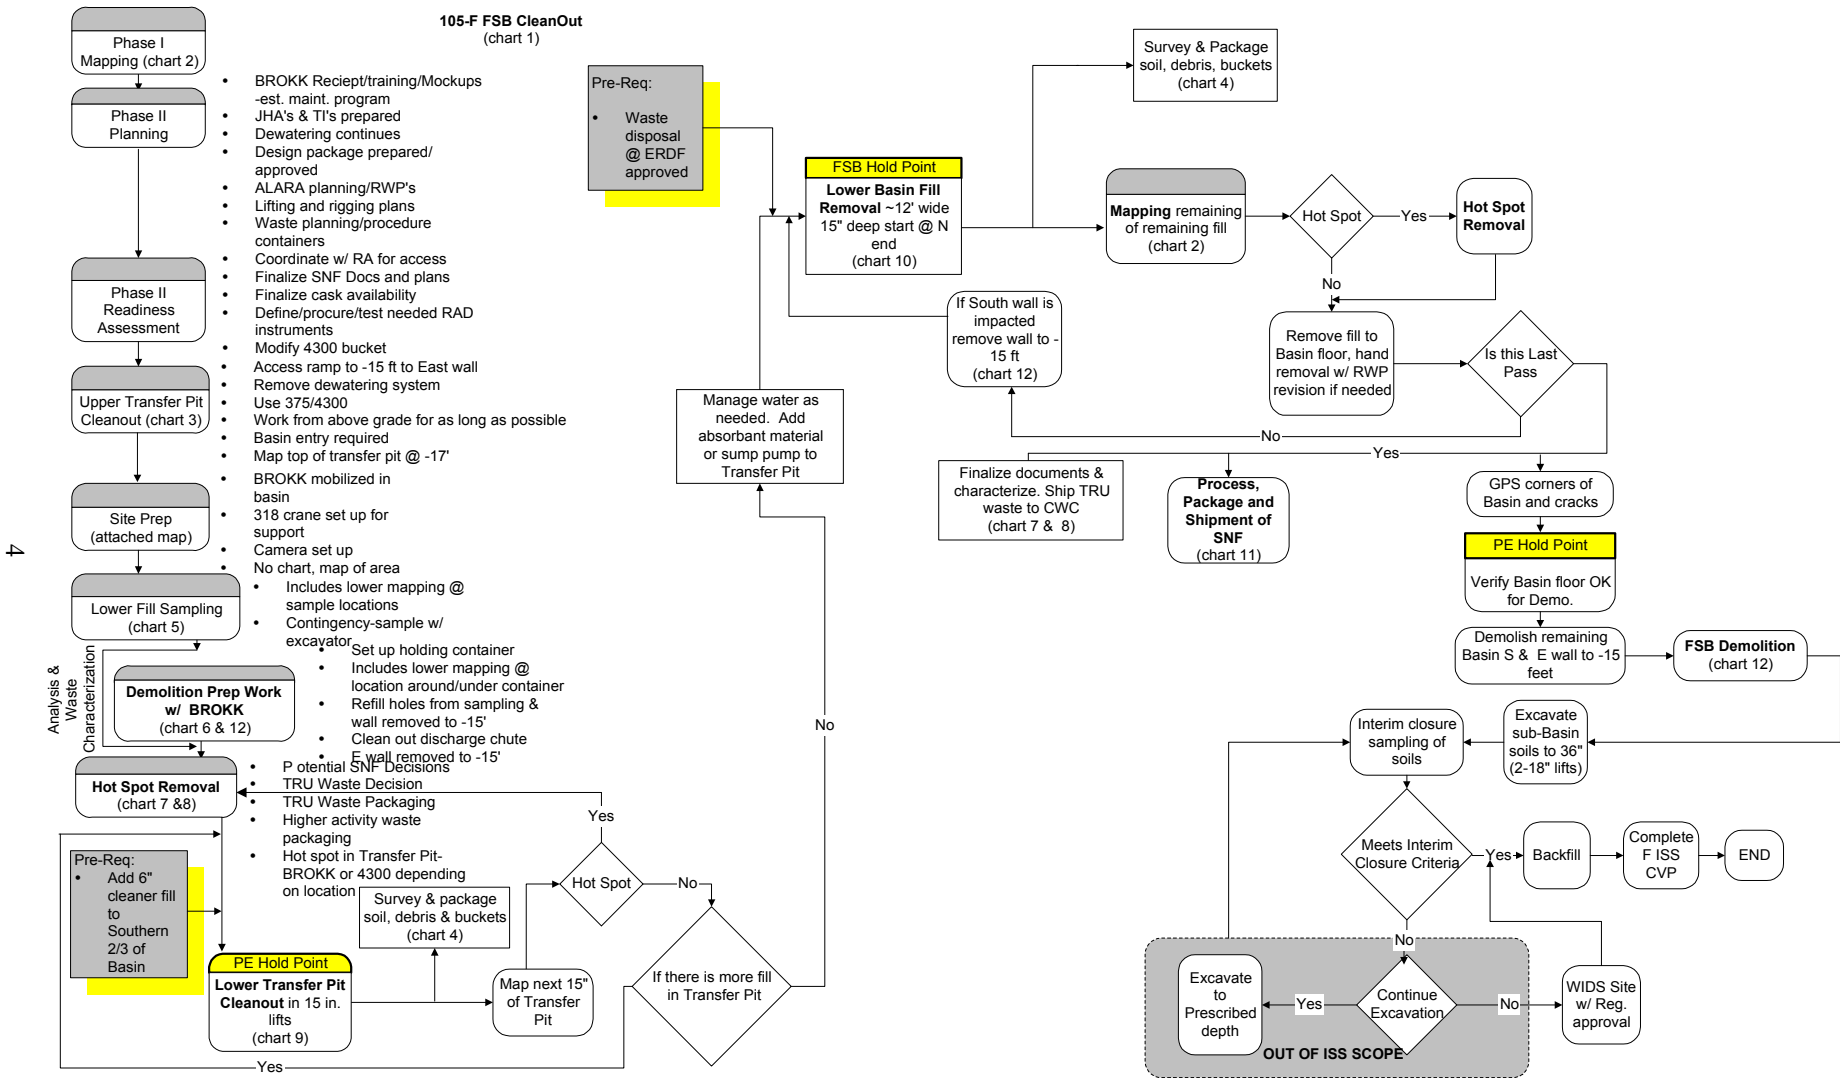 105-F FSB CleanOut
(chart 1)
Phase I
Mapping (chart 2)
Phase II
Planning
Phase II
Readiness
Assessment
Upper Transfer Pit
Cleanout (chart 3)
Site Prep
(attached map)
Lower Fill Sampling
(chart 5)
Analysis &
Waste
Characterization
Demolition Prep Work
w/ BROKK
(chart 6 & 12)
Hot Spot Removal
(chart 7 &8)
• BROKK Reciept/training/Mockups
-est. maint. program
• JHA's & TI's prepared
• Dewatering continues
• Design package prepared/
approved
• ALARA planning/RWP's
• Lifting and rigging plans
• Waste planning/procedure
containers
• Coordinate w/ RA for access
• Finalize SNF Docs and plans
• Finalize cask availability
• Define/procure/test needed RAD
instruments
• Modify 4300 bucket
• Access ramp to -15 ft to East wall
• Remove dewatering system
• Use 375/4300
• Work from above grade for as long as possible
• Basin entry required
• Map top of transfer pit @ -17'
• BROKK mobilized in
basin
• 318 crane set up for
support
• Camera set up
• No chart, map of area
• Includes lower mapping @
sample locations
• Contingency-sample w/
excavator
• Set up holding container
• Includes lower mapping @
location around/under container
• Refill holes from sampling &
wall removed to -15'
• Clean out discharge chute
• E wall removed to -15'
• P otential SNF Decisions
• TRU Waste Decision
• TRU Waste Packaging
• Higher activity waste
packaging
• Hot spot in Transfer Pit-
BROKK or 4300 depending
on location
Pre-Req:
• Add 6"
cleaner fill
to
Southern
2/3 of
Basin
PE Hold Point
Lower Transfer Pit
Cleanout in 15 in.
lifts
(chart 9)
Survey & package
soil, debris & buckets
(chart 4)
Map next 15"
of Transfer
Pit
Hot Spot
Yes
No
If there is more fill
in Transfer Pit
Yes
No
Manage water as
needed. Add
absorbant material
or sump pump to
Transfer Pit
Pre-Req:
• Waste
disposal
@ ERDF
approved
FSB Hold Point
Lower Basin Fill
Removal ~12' wide
15" deep start @ N
end
(chart 10)
Survey & Package
soil, debris, buckets
(chart 4)
Mapping remaining
of remaining fill
(chart 2)
Hot Spot
Yes
Hot Spot
Removal
No
Remove fill to
Basin floor, hand
removal w/ RWP
revision if needed
Is this Last
Pass
If South wall is
impacted
remove wall to -
15 ft
(chart 12)
No
Yes
Finalize documents &
characterize. Ship TRU
waste to CWC
(chart 7 & 8)
Process,
Package and
Shipment of
SNF
(chart 11)
GPS corners of
Basin and cracks
PE Hold Point
Verify Basin floor OK
for Demo.
Demolish remaining
Basin S & E wall to -15
feet
FSB Demolition
(chart 12)
Excavate
sub-Basin
soils to 36"
(2-18" lifts)
Interim closure
sampling of
soils
Meets Interim
Closure Criteria
Yes
Backfill
Complete
F ISS
CVP
END
No
Continue
Excavation
Yes
Excavate
to
Prescribed
depth
No
WIDS Site
w/ Reg.
approval
OUT OF ISS SCOPE
4